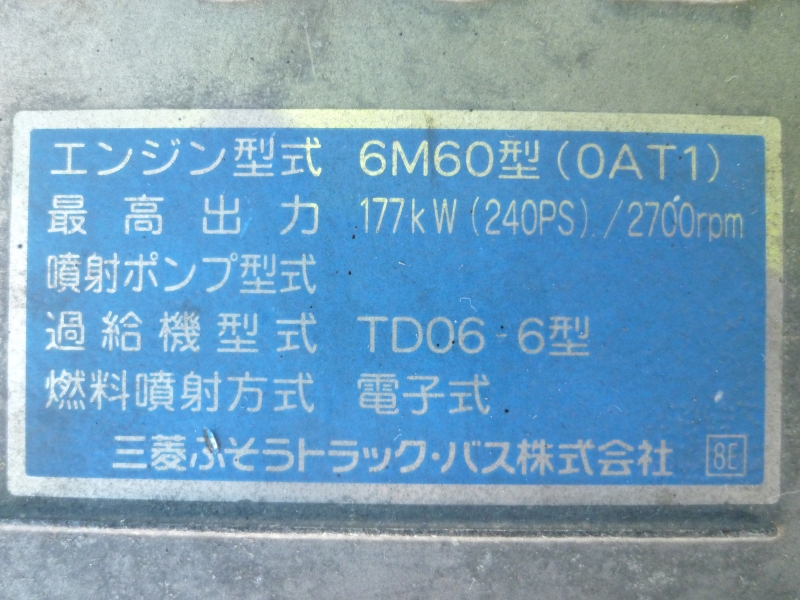 エンジン型式 6M60型(0AT1)
最高出力 177kW(240PS)/2700rpm
噴射ポンプ型式
過給機型式 TD06-6型
燃料噴射方式 電子式
三菱ふそうトラック・バス株式会社 8E